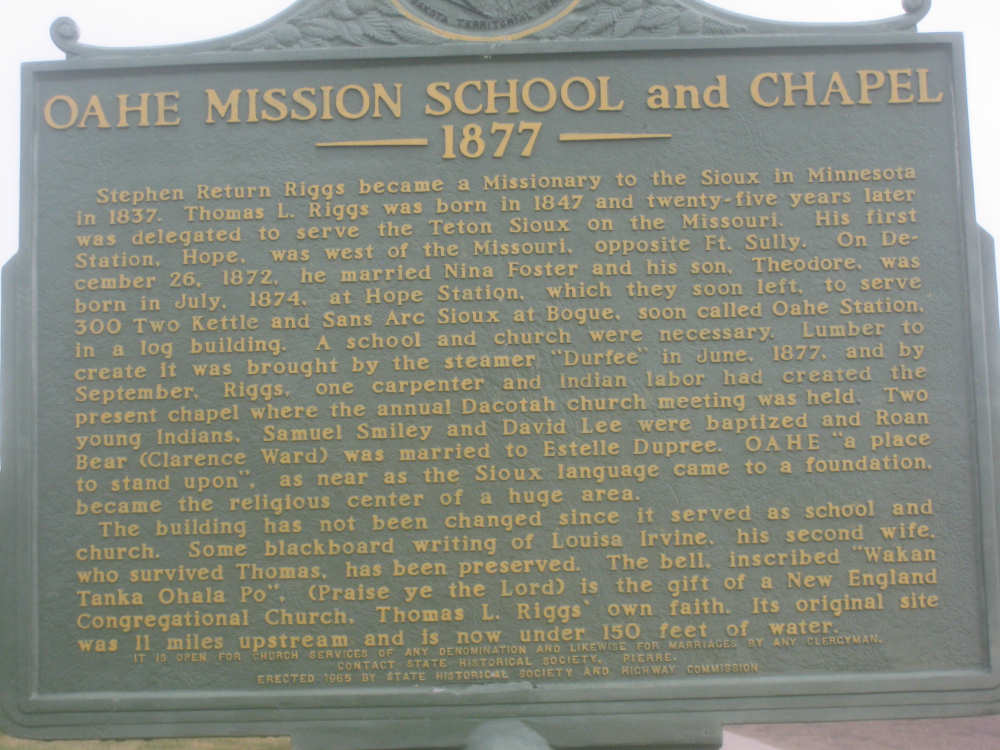 DAKOTA TERRITORIAL
OAHE MISSION SCHOOL and CHAPEL
1877
Stephen Return Riggs became a Missionary to the Sioux in Minnesota
in 1837. Thomas L. Riggs was born in 1847 and twenty-five years later
was delegated to serve the Teton Sioux on the Missouri. His first
Station, Hope, was west of the Missouri, opposite Ft. Sully. On De-
cember 26, 1872, he married Nina Foster and his son, Theodore, was
born in July, 1874, at Hope Station, which they soon left, to serve
300 Two Kettle and Sans Arc Sioux at Bogue, soon called Oahe Station,
in a log building. A school and church were necessary. Lumber to
create it was brought by the steamer "Durfee" in June, 1877, and by
September, Riggs, one carpenter and Indian labor had created the
present chapel where the annual Dacotah church meeting was held. Two
young Indians, Samuel Smiley and David Lee were baptized and Roan
Bear (Clarence Ward) was married to Estelle Dupree. OAHE "a place
to stand upon", as near as the Sioux language came to a foundation,
became the religious center of a huge area.
The building has not been changed since it served as school and
church. Some blackboard writing of Louisa Irvine, his second wife,
who survived Thomas, has been preserved. The bell, inscribed "Wakan
Tanka Ohala Po", (Praise ye the Lord) is the gift of a New England
Congregational Church, Thomas L. Riggs' own faith. Its original site
was 11 miles upstream and is now under 150 feet of water.
IT IS OPEN FOR CHURCH SERVICES OF ANY DENOMINATION AND LIKEWISE FOR MARRIAGES BY ANY CLERGYMAN.
CONTACT STATE HISTORICAL SOCIETY, PIERRE.
ERECTED 1965 BY STATE HISTORICAL SOCIETY AND HIGHWAY COMMISSION